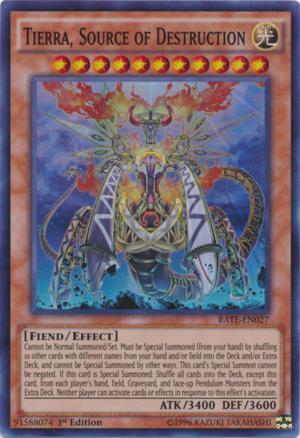 TIERRA, SOURCE OF DESTRUCTION
光
RATE-EN027
[FIEND/EFFECT]
Cannot be Normal Summoned/Set. Must be Special Summoned (from your hand) by shuffling
10 other cards with different names from your hand and/or field into the Deck and/or Extra
Deck, and cannot be Special Summoned by other ways. This card's Special Summon cannot
be negated. If this card is Special Summoned: Shuffle all cards into the Deck, except this
card, from each player's hand, field, Graveyard, and face-up Pendulum Monsters from the
Extra Deck. Neither player can activate cards or effects in response to this effect's activation.
ATK/3400 DEF/3600
91588074 1st Edition ©1996 KAZUKI TAKAHASHI